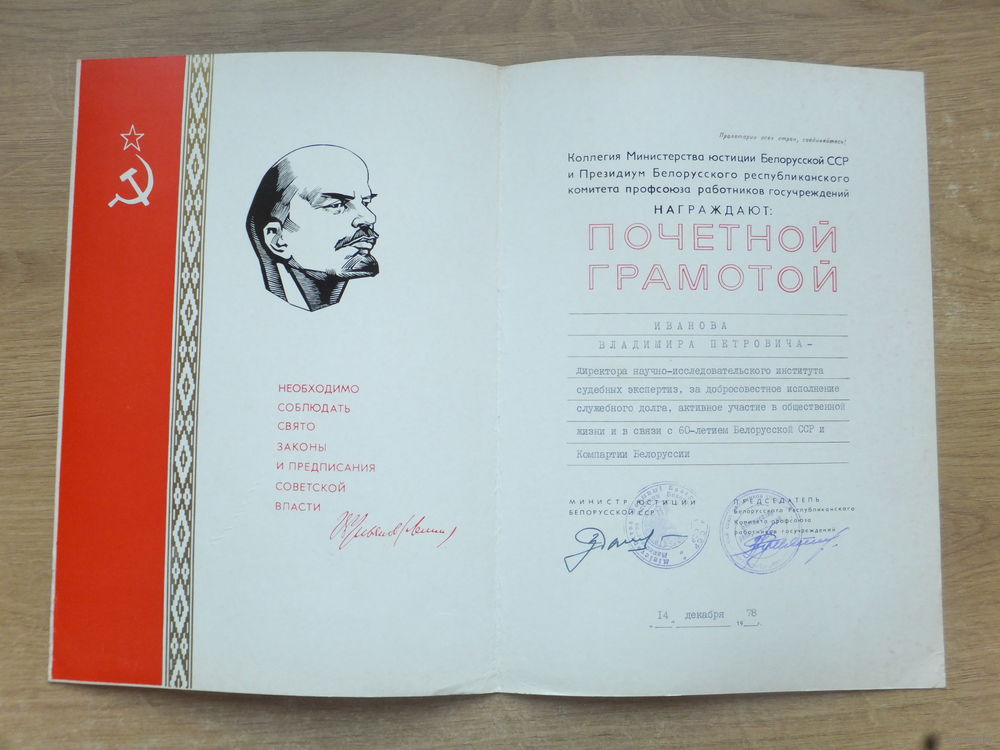 НЕОБХОДИМО
СОБЛЮДАТЬ
СВЯТО
ЗАКОНЫ
И ПРЕДПИСАНИЯ
СОВЕТСКОЙ
ВЛАСТИ
Пролетарии всех стран, соединяйтесь!
Коллегия Министерства юстиции Белорусской ССР
и Президиум Белорусского республиканского
комитета профсоюза работников госучреждений
НАГРАЖДАЮТ:
ПОЧЕТНОЙ
ГРАМОТОЙ
ИВАНОВА
ВЛАДИМИРА ПЕТРОВИЧА-
директора научно-исследовательского института
судебных экспертиз, за добросовестное исполнение
служебного долга, активное участие в общественной
жизни и в связи с 60-летием Белорусской ССР и
Компартии Белоруссии
МИНИСТР ЮСТИЦИИ
БЕЛОРУССКОЙ ССР
ПРЕДСЕДАТЕЛЬ
Белорусского Республиканского
Комитета профсоюза
работников госучреждений
"14" декабря 1978г.